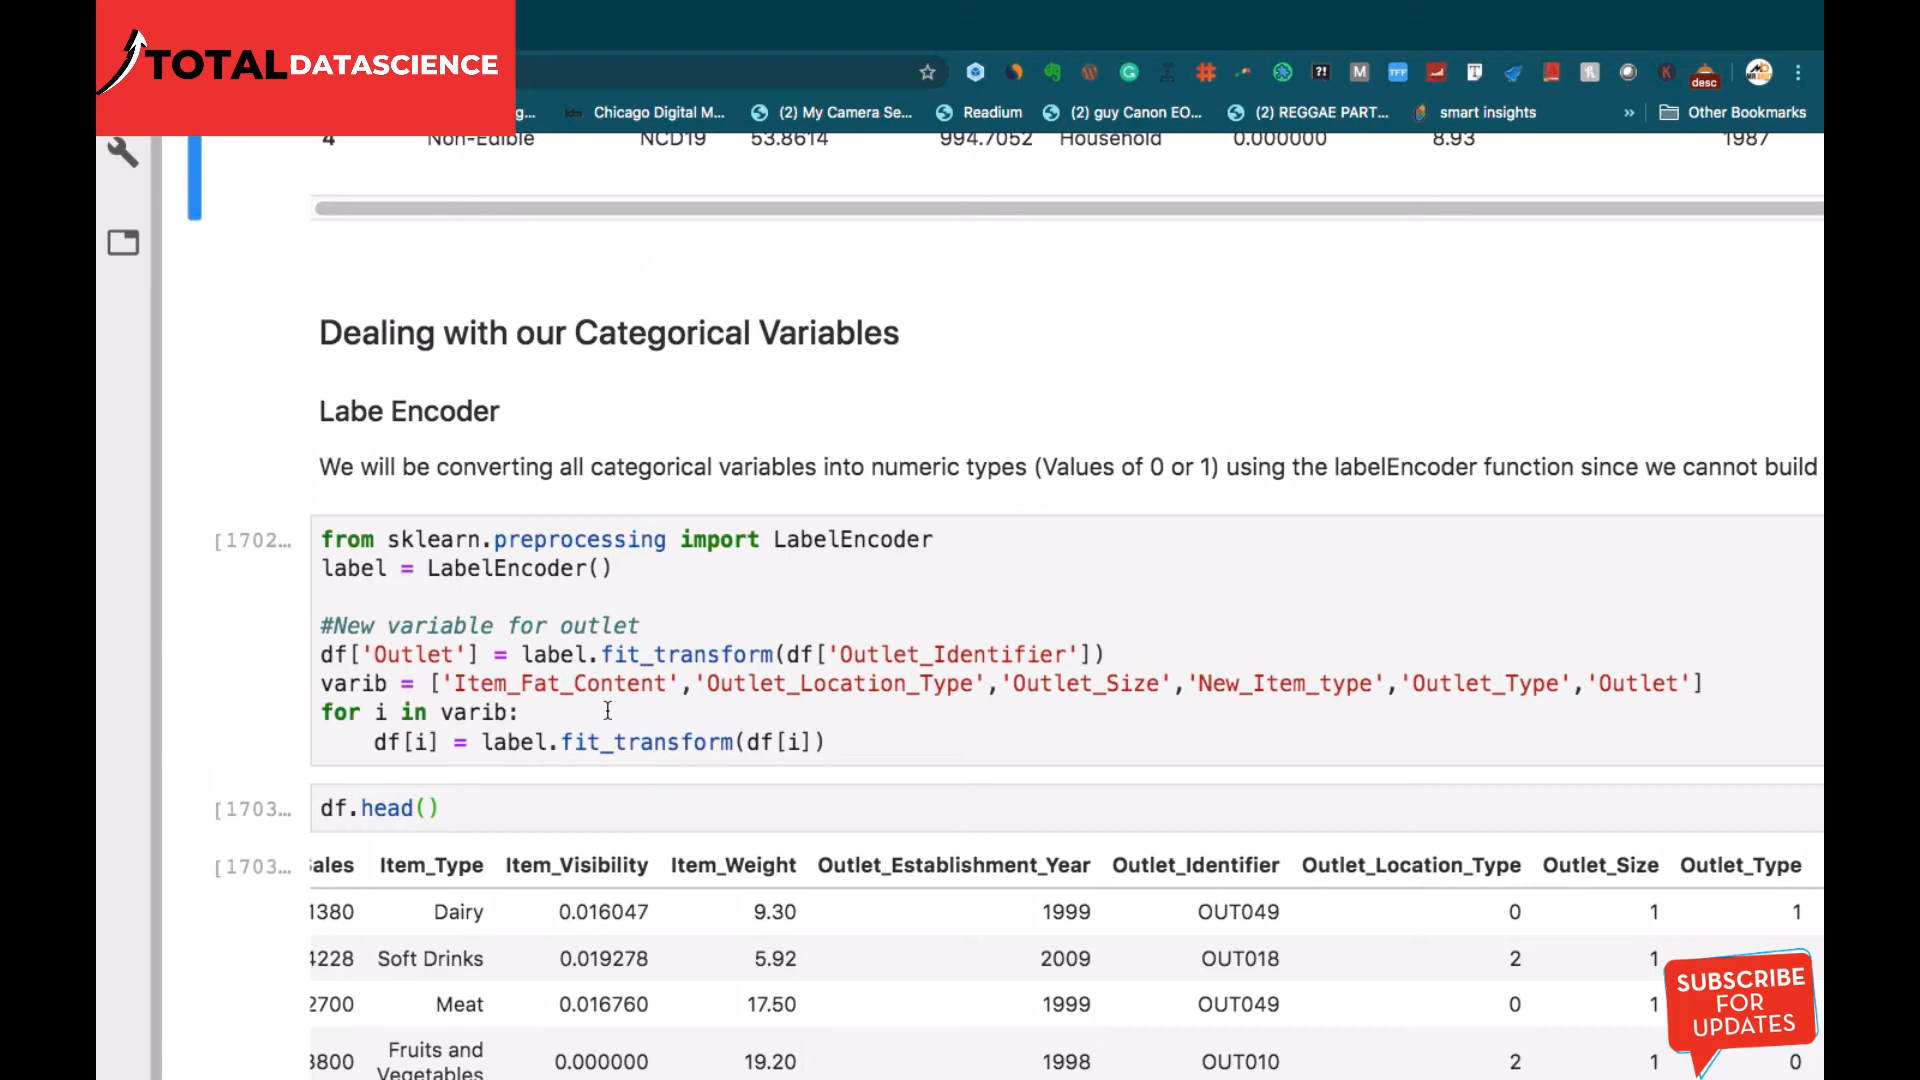 TOTALDATASCIENCE
desc
g... Chicago Digital M... (2) My Camera Se... Readium (2) guy Canon EO... (2) REGGAE PART... smart insights » Other Bookmarks
4 Non-Edible NCD19 53.8614 994.7052 Household 0.000000 8.93 1987
Dealing with our Categorical Variables
Labe Encoder
We will be converting all categorical variables into numeric types (Values of 0 or 1) using the labelEncoder function since we cannot build
[1702... from sklearn.preprocessing import LabelEncoder
label = LabelEncoder()
#New variable for outlet
df['Outlet'] = label.fit_transform(df['Outlet_Identifier'])
varib = ['Item_Fat_Content','Outlet_Location_Type','Outlet_Size','New_Item_type','Outlet_Type','Outlet']
for i in varib:
df[i] = label.fit_transform(df[i])
[1703... df.head()
[1703... Sales Item_Type Item_Visibility Item_Weight Outlet_Establishment_Year Outlet_Identifier Outlet_Location_Type Outlet_Size Outlet_Type
1380 Dairy 0.016047 9.30 1999 OUT049 0 1 1
4228 Soft Drinks 0.019278 5.92 2009 OUT018 2 1
2700 Meat 0.016760 17.50 1999 OUT049 0 1
3800 Fruits and Vegetables 0.000000 19.20 1998 OUT010 2 1 0
SUBSCRIBE
FOR
UPDATES